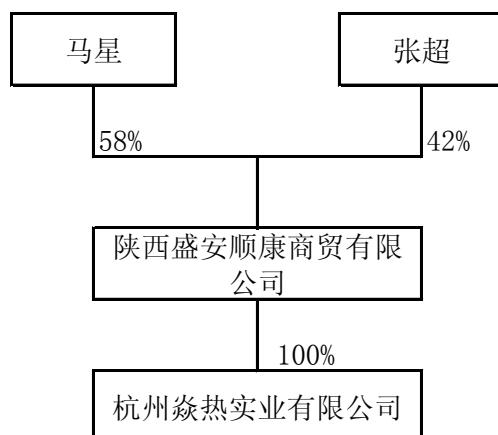 马星
张超
58%
42%
陕西盛安顺康商贸有限
公司
100%
杭州焱热实业有限公司